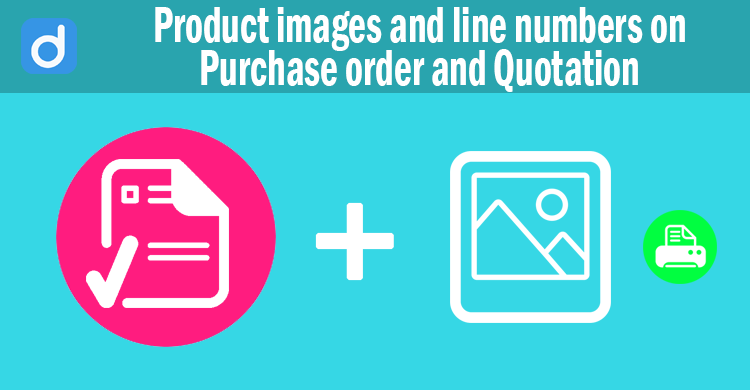 d
Product images and line numbers on
Purchase order and Quotation